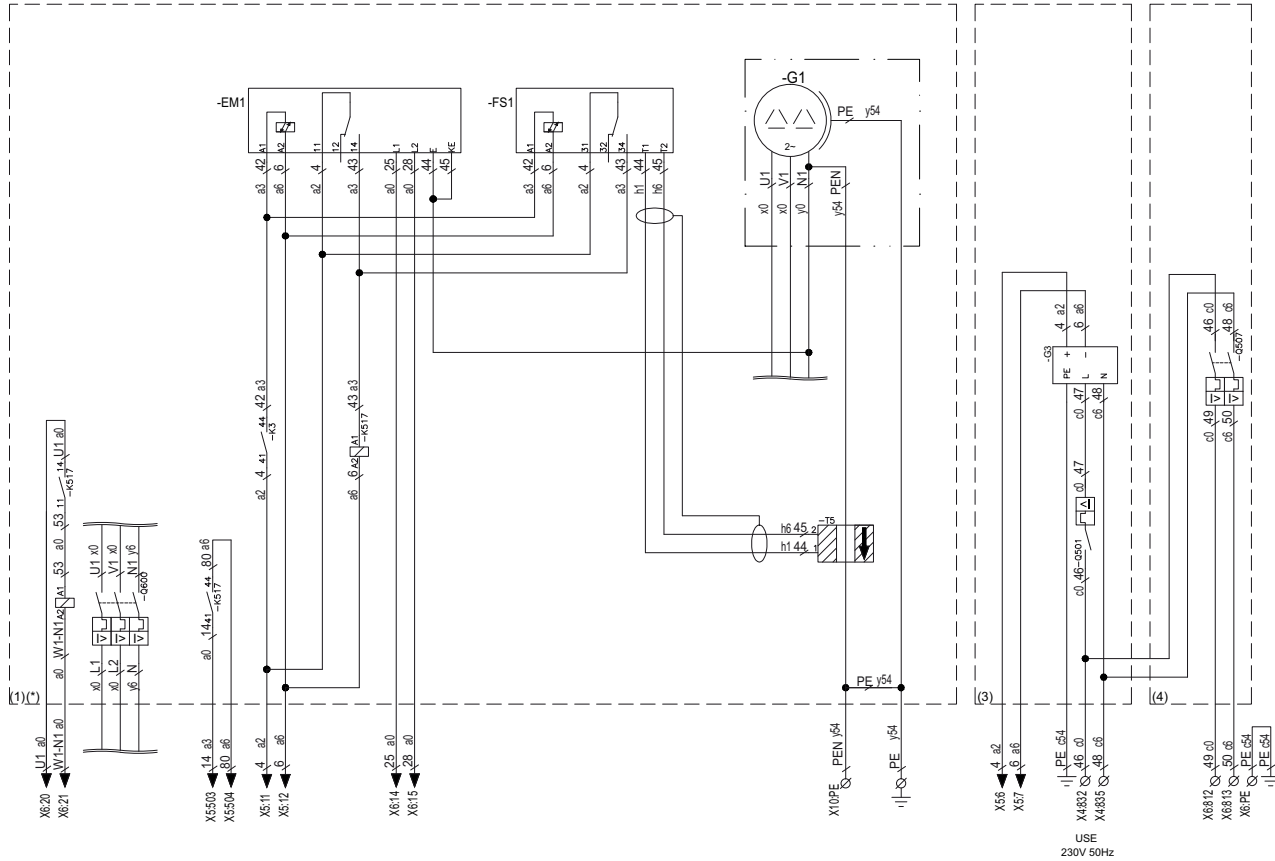 -EM1
-FS1
-G1
2~
PE y54
A1
A2
11
12
14
L1
L2
E
KE
42
6
4
43
25
28
44
45
a3
a6
a2
a3
a0
a0
A1
A2
31
32
34
T1
T2
42
6
4
43
44
45
a3
a6
a2
a3
h1
h6
U1
V1
N1
PEN
x0
x0
y0
y54
4 a2
6 a6
-G3
+
−
PE
L
N
47
48
c0
c6
46 c0
48 c6
-Q507
I>
I>
49
50
c0
c6
42 a3
44
-K3
41
4
a2
43 a3
A1
-K517
A2
6
a6
U1 a0
14
-K517
11
53
a0
53
a0
A1
A2
W1-N1
a0
U1 x0
V1 x0
N1 y6
-Q600
I>
I>
I>
L1
L2
N
x0
x0
y6
80 a6
44
-K517
41
14
a0
h6 45 2
h1 44 1
-T5
47
c0
I>
-Q501
46
c0
PE y54
(1)(*)
(3)
(4)
U1 a0
W1-N1 a0
14 a3
80 a6
4 a2
6 a6
25 a0
28 a0
PEN y54
PE y54
4 a2
6 a6
PE c54
46 c0
48 c6
49 c0
50 c6
PE c54
PE c54
X6:20
X6:21
X5:503
X5:504
X5:11
X5:12
X6:14
X6:15
X10:PE
X5:6
X5:7
X4:832
X4:835
X6:812
X6:813
X6:PE
USE
230V 50Hz